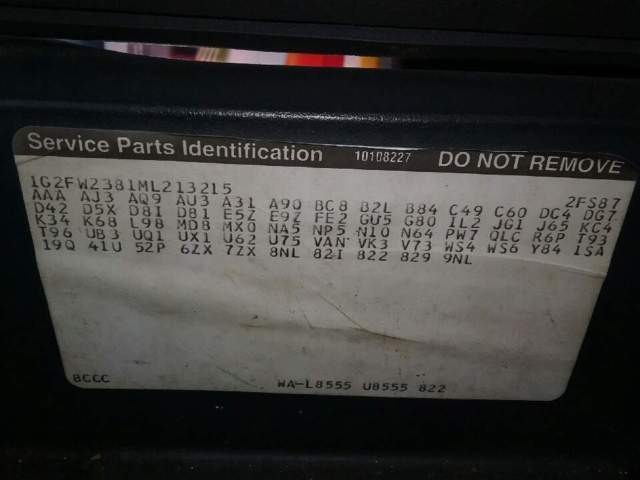 Service Parts Identification 10108227 DO NOT REMOVE
1G2FW2381ML213215 2FS87
AAA AJ3 AQ9 AU3 A31 A90 BC8 B2L B84 C49 C60 DC4 DG7
D42 D5X D8I D81 E5Z E9Z FE2 GU5 G80 IL2 JG1 J65 KC4
K34 K68 L98 MD8 MX0 NA5 NP5 N10 N64 PW7 QLC R6P T93
T96 UB3 UQ1 UX1 U62 U75 VAN VK3 V73 WS4 WS6 Y84 1SA
19Q 41U 52P 6ZX 7ZX 8NL 82I 822 829 9NL
BCCC WA-L8555 U8555 822